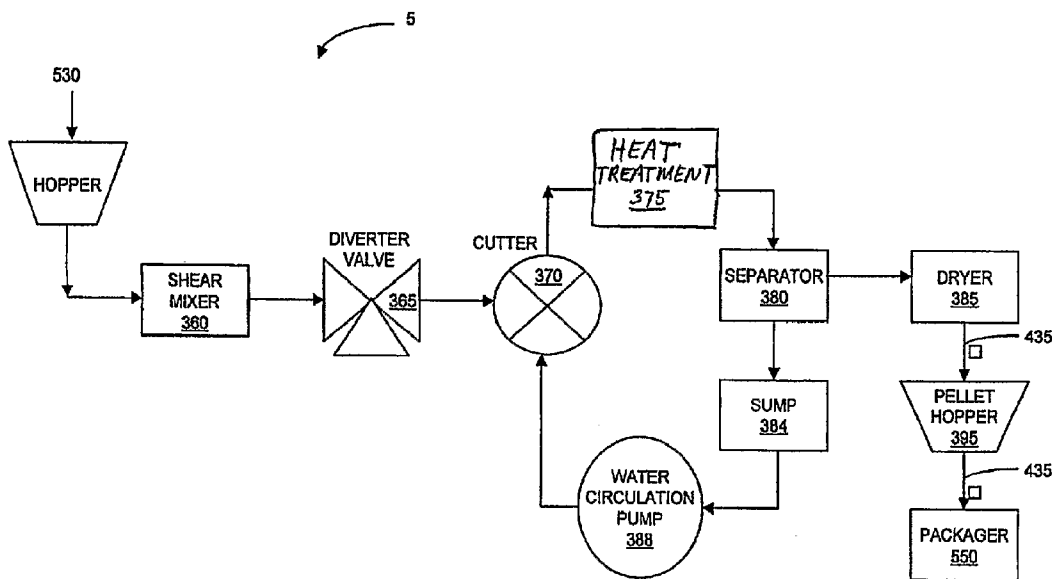 5
530
HOPPER
SHEAR
MIXER
360
DIVERTER
VALVE
365
CUTTER
370
HEAT
TREATMENT
375
SEPARATOR
380
DRYER
385
435
SUMP
384
PELLET
HOPPER
395
435
WATER
CIRCULATION
PUMP
388
PACKAGER
550